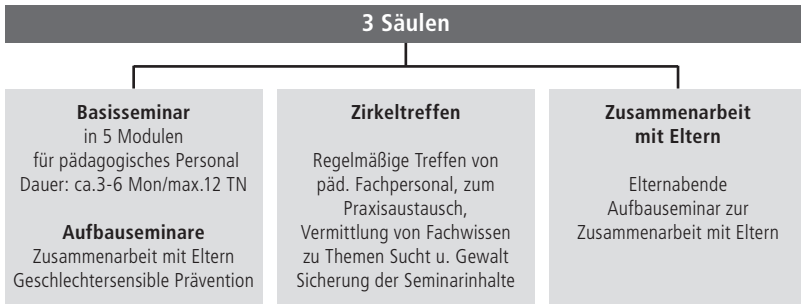 3 Säulen
Basisseminar
in 5 Modulen
für pädagogisches Personal
Dauer: ca.3-6 Mon/max.12 TN
Aufbauseminare
Zusammenarbeit mit Eltern
Geschlechtersensible Prävention
Zirkeltreffen
Regelmäßige Treffen von
päd. Fachpersonal, zum
Praxisaustausch,
Vermittlung von Fachwissen
zu Themen Sucht u. Gewalt
Sicherung der Seminarinhalte
Zusammenarbeit
mit Eltern
Elternabende
Aufbauseminar zur
Zusammenarbeit mit Eltern